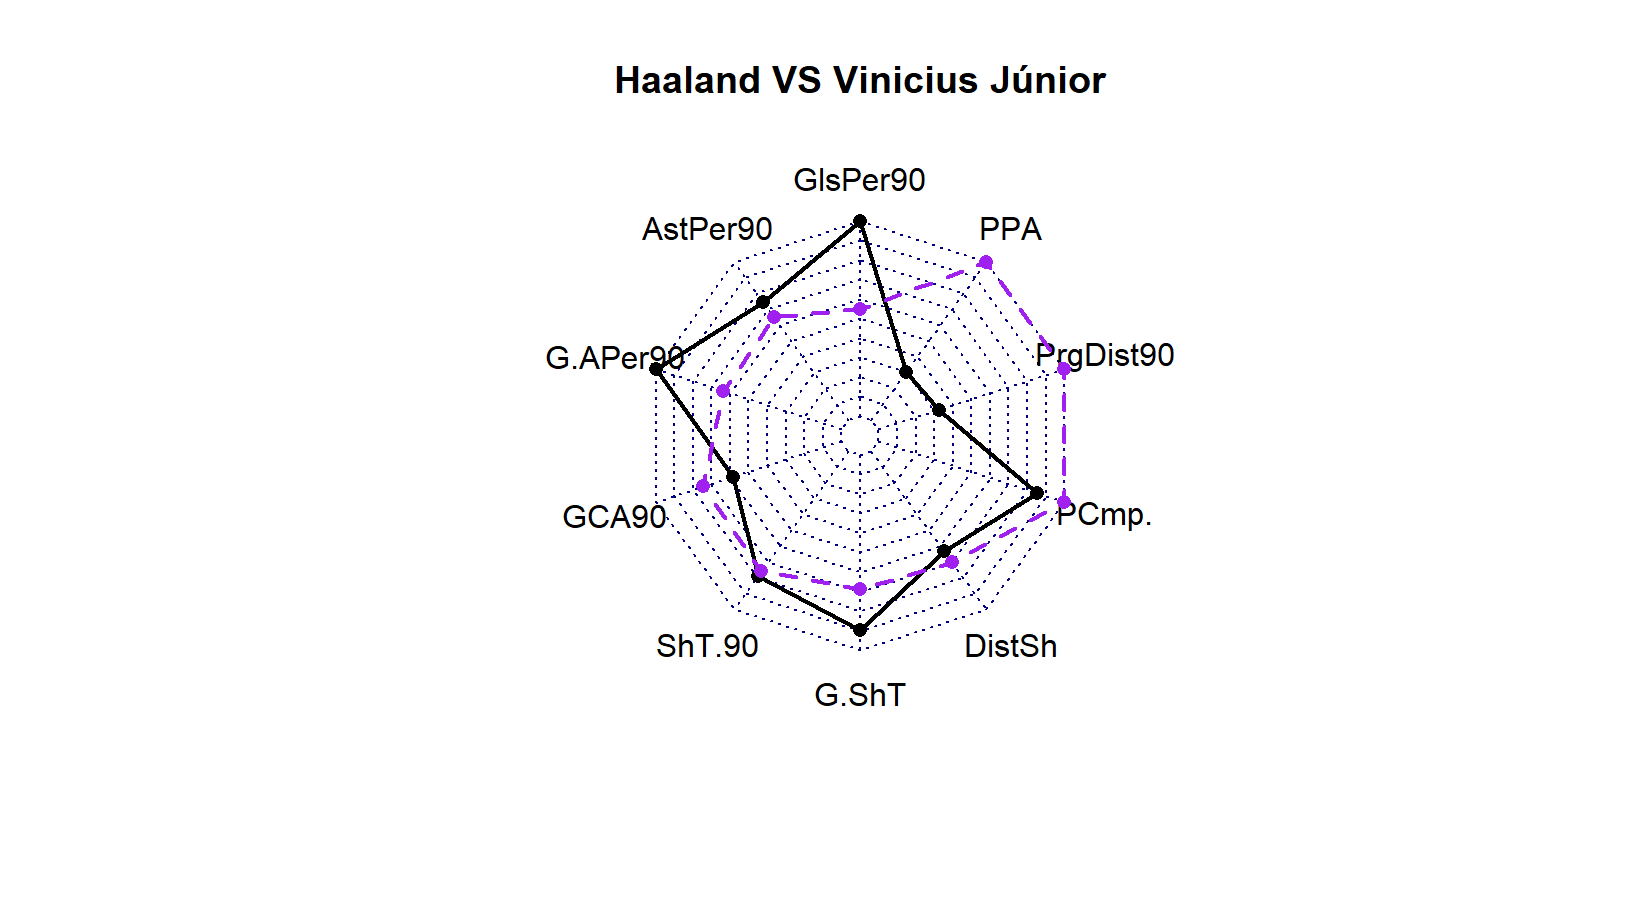 Haaland VS Vinicius Júnior
GlsPer90
AstPer90
PPA
G.APer90
PrgDist90
GCA90
PCmp.
ShT.90
DistSh
G.ShT